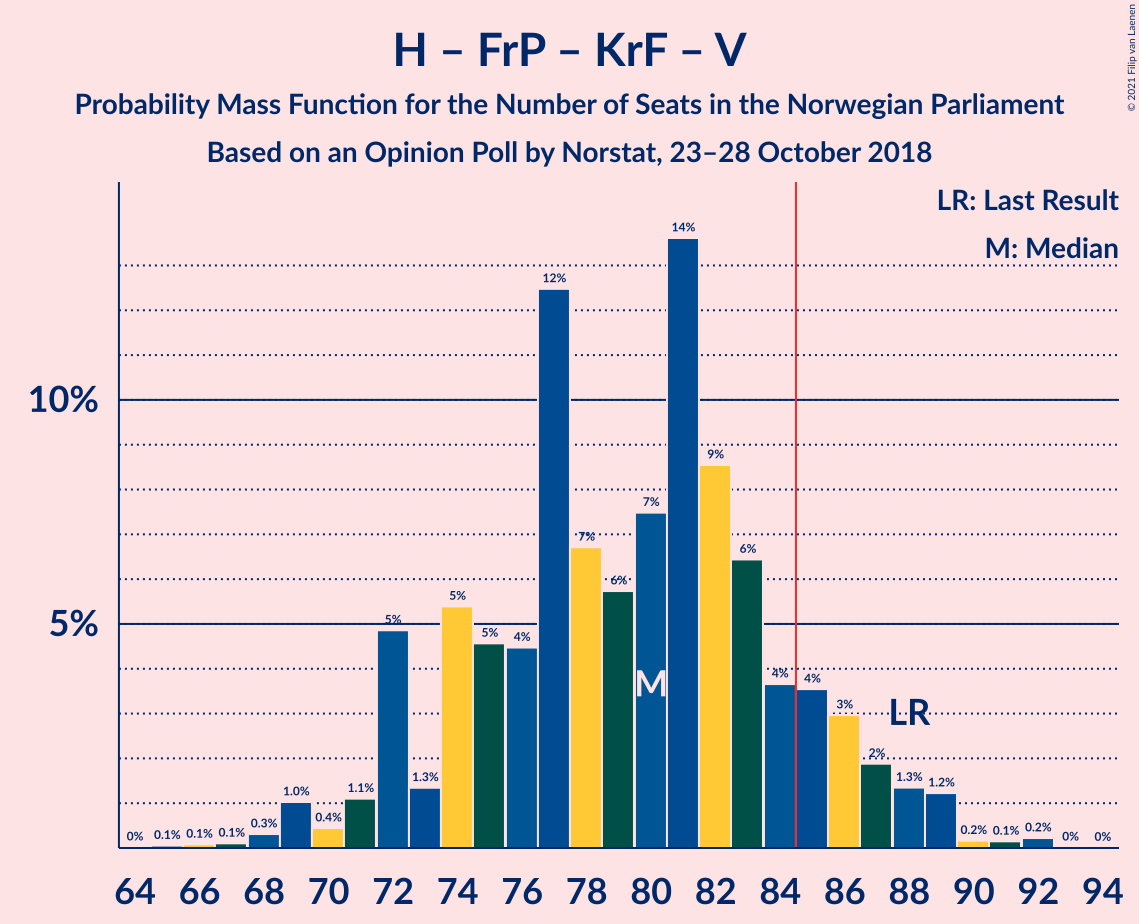 H – FrP – KrF – V
Probability Mass Function for the Number of Seats in the Norwegian Parliament
Based on an Opinion Poll by Norstat, 23–28 October 2018
© 2021 Filip van Laenen
LR: Last Result
M: Median
10%
5%
0% 0.1% 0.1% 0.1% 0.3% 1.0% 0.4% 1.1% 5% 1.3% 5% 5% 4% 12% 7% 6% 7% 14% 9% 6% 4% 4% 3% 2% 1.3% 1.2% 0.2% 0.1% 0.2% 0% 0%
M
LR
64 66 68 70 72 74 76 78 80 82 84 86 88 90 92 94